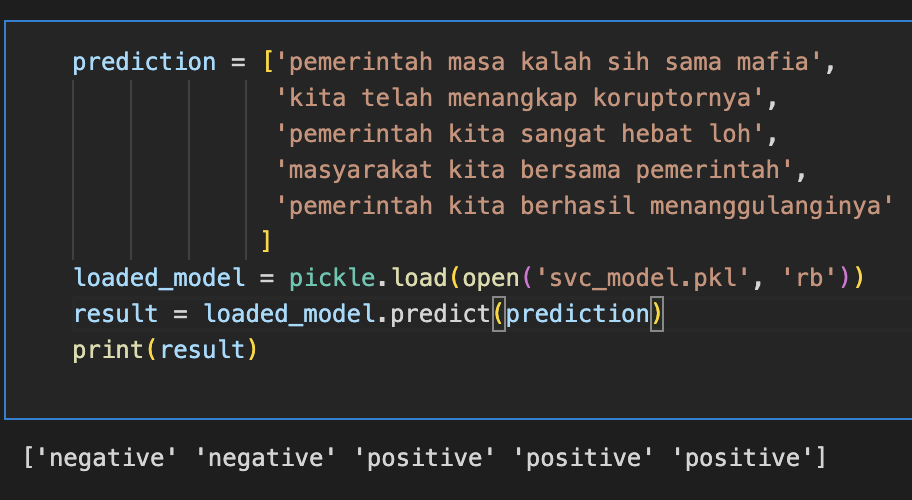 prediction = ['pemerintah masa kalah sih sama mafia',
'kita telah menangkap koruptornya',
'pemerintah kita sangat hebat loh',
'masyarakat kita bersama pemerintah',
'pemerintah kita berhasil menanggulanginya'
]
loaded_model = pickle.load(open('svc_model.pkl', 'rb'))
result = loaded_model.predict(prediction)
print(result)
['negative' 'negative' 'positive' 'positive' 'positive']